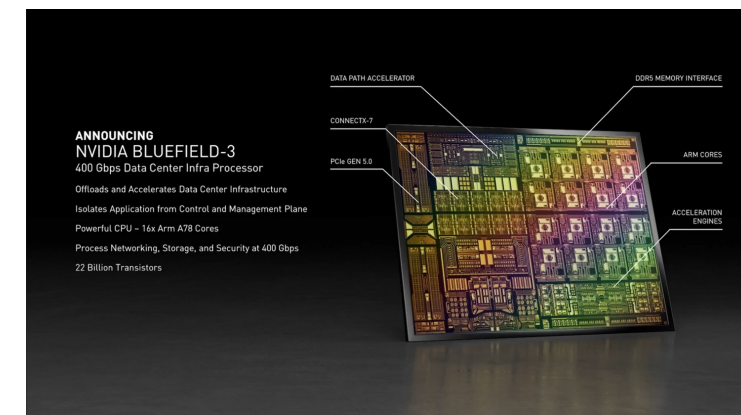 ANNOUNCING
NVIDIA BLUEFIELD-3
400 Gbps Data Center Infra Processor
Offloads and Accelerates Data Center Infrastructure
Isolates Application from Control and Management Plane
Powerful CPU – 16x Arm A78 Cores
Process Networking, Storage, and Security at 400 Gbps
22 Billion Transistors
DATA PATH ACCELERATOR
DDR5 MEMORY INTERFACE
CONNECTX-7
PCIe GEN 5.0
ARM CORES
ACCELERATION
ENGINES